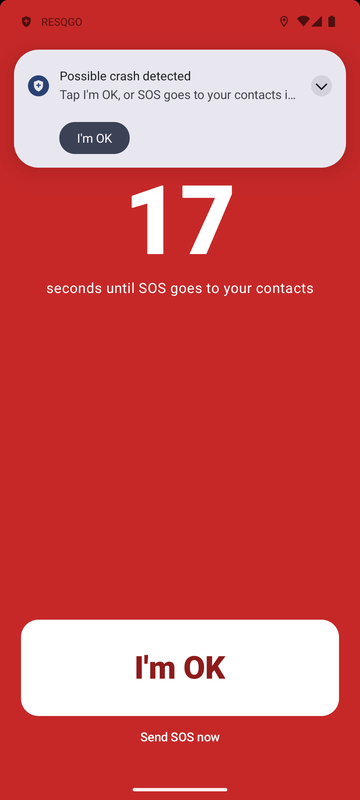 RESQGO
Possible crash detected
Tap I'm OK, or SOS goes to your contacts i...
I'm OK
17
seconds until SOS goes to your contacts
I'm OK
Send SOS now